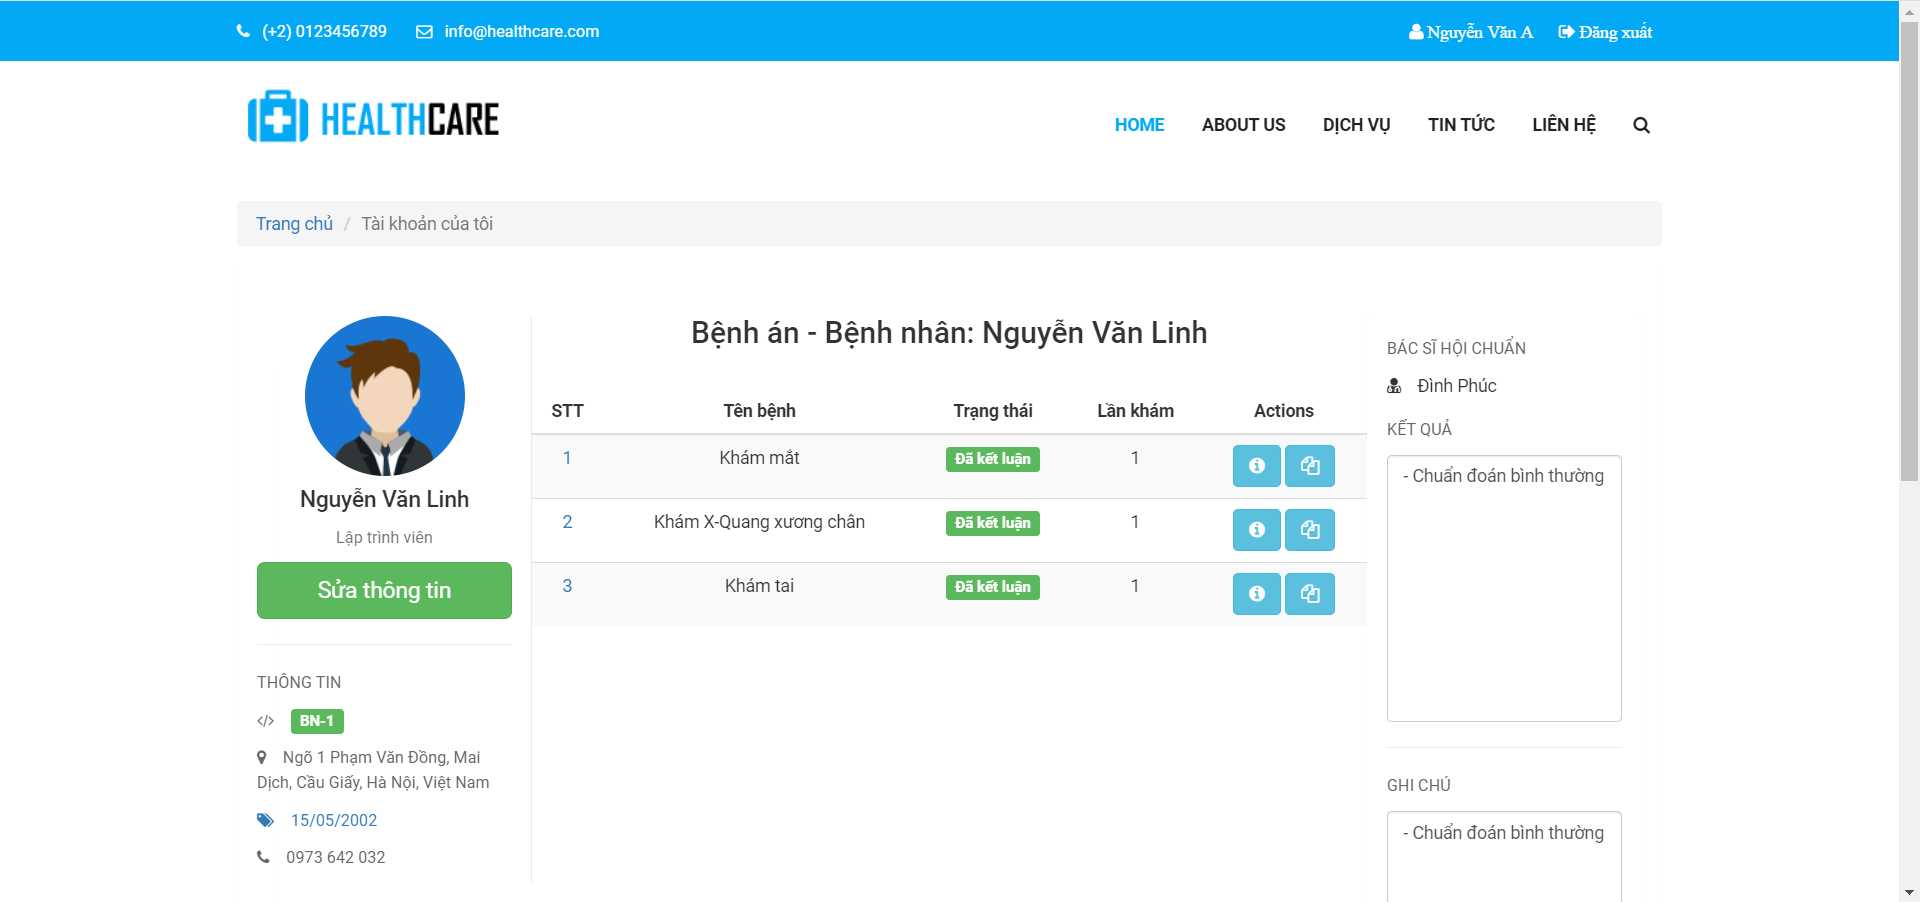 (+2) 0123456789 info@healthcare.com Nguyễn Văn A Đăng xuất
HEALTHCARE
HOME ABOUT US DỊCH VỤ TIN TỨC LIÊN HỆ
Trang chủ / Tài khoản của tôi
Nguyễn Văn Linh
Lập trình viên
Sửa thông tin
THÔNG TIN
</> BN-1
Ngõ 1 Phạm Văn Đồng, Mai
Dịch, Cầu Giấy, Hà Nội, Việt Nam
15/05/2002
0973 642 032
Bệnh án - Bệnh nhân: Nguyễn Văn Linh
STT Tên bệnh Trạng thái Lần khám Actions
1 Khám mắt Đã kết luận 1
2 Khám X-Quang xương chân Đã kết luận 1
3 Khám tai Đã kết luận 1
BÁC SĨ HỘI CHUẨN
Đình Phúc
KẾT QUẢ
- Chuẩn đoán bình thường
GHI CHÚ
- Chuẩn đoán bình thường